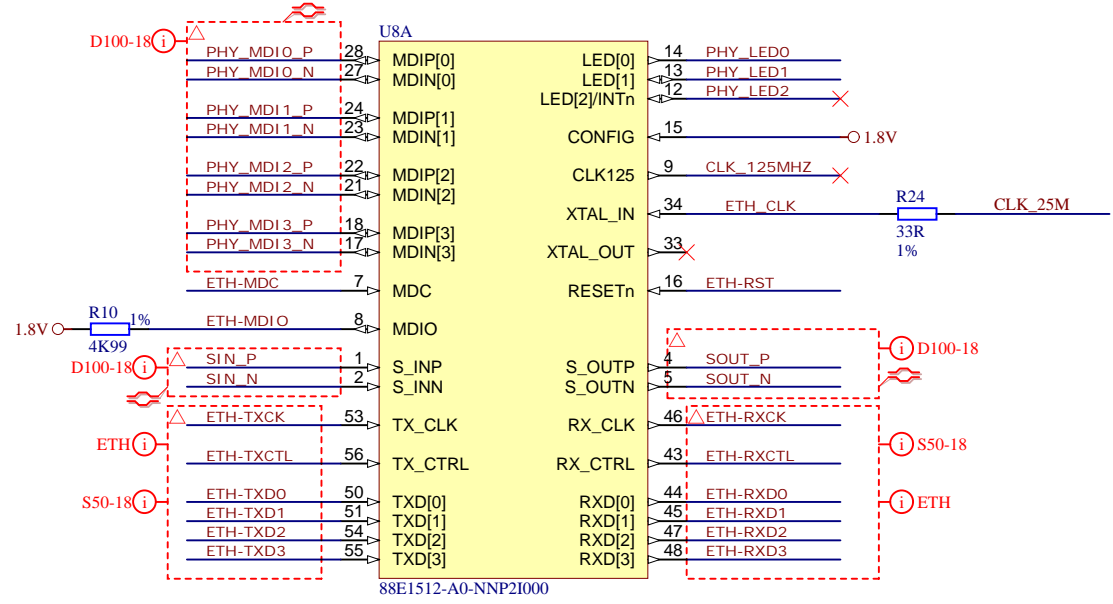 U8A
D100-18 i
PHY_MDI0_P 28 MDIP[0] LED[0] 14 PHY_LED0
PHY_MDI0_N 27 MDIN[0] LED[1] 13 PHY_LED1
LED[2]/INTn 12 PHY_LED2
PHY_MDI1_P 24 MDIP[1]
PHY_MDI1_N 23 MDIN[1] CONFIG 15 1.8V
PHY_MDI2_P 22 MDIP[2] CLK125 9 CLK_125MHZ
PHY_MDI2_N 21 MDIN[2]
R24
XTAL_IN 34 ETH_CLK CLK_25M
PHY_MDI3_P 18 MDIP[3] 33R
PHY_MDI3_N 17 MDIN[3] XTAL_OUT 33 1%
ETH-MDC 7 MDC RESETn 16 ETH-RST
R10
1.8V 1% ETH-MDIO 8 MDIO
4K99
i D100-18
D100-18 i SIN_P 1 S_INP S_OUTP 4 SOUT_P
SIN_N 2 S_INN S_OUTN 5 SOUT_N
ETH-TXCK 53 TX_CLK RX_CLK 46 ETH-RXCK
ETH i i S50-18
ETH-TXCTL 56 TX_CTRL RX_CTRL 43 ETH-RXCTL
S50-18 i ETH-TXD0 50 TXD[0] RXD[0] 44 ETH-RXD0 i ETH
ETH-TXD1 51 TXD[1] RXD[1] 45 ETH-RXD1
ETH-TXD2 54 TXD[2] RXD[2] 47 ETH-RXD2
ETH-TXD3 55 TXD[3] RXD[3] 48 ETH-RXD3
88E1512-A0-NNP2I000